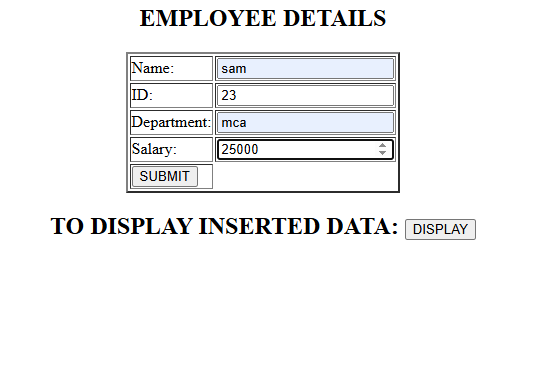 EMPLOYEE DETAILS
Name: sam
ID: 23
Department: mca
Salary: 25000
SUBMIT
TO DISPLAY INSERTED DATA: DISPLAY